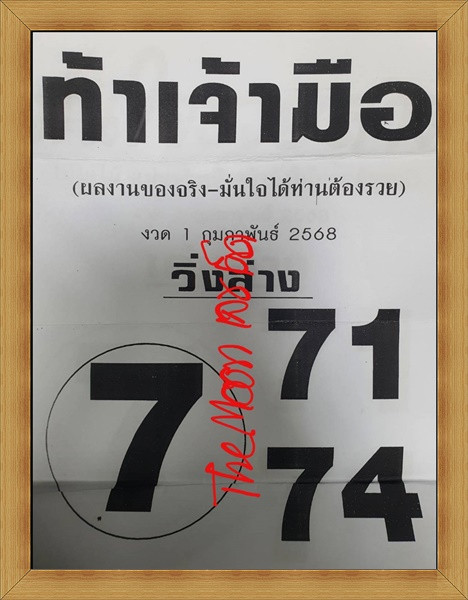 ท้าเจ้ามือ
(ผลงานของจริง-มั่นใจได้ท่านต้องรวย)
งวด 1 กุมภาพันธ์ 2568
วิ่งล่าง
7
71
74
The Moon